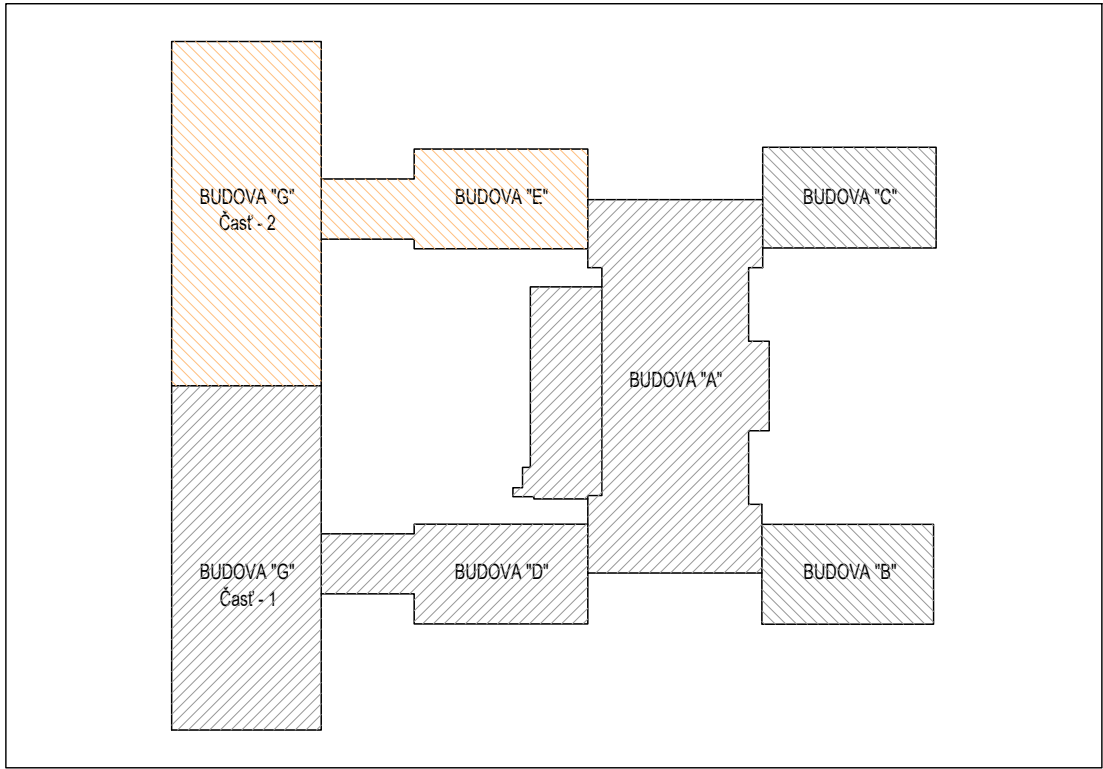 BUDOVA "G"
Časť - 2
BUDOVA "E"
BUDOVA "C"
BUDOVA "A"
BUDOVA "G"
Časť - 1
BUDOVA "D"
BUDOVA "B"